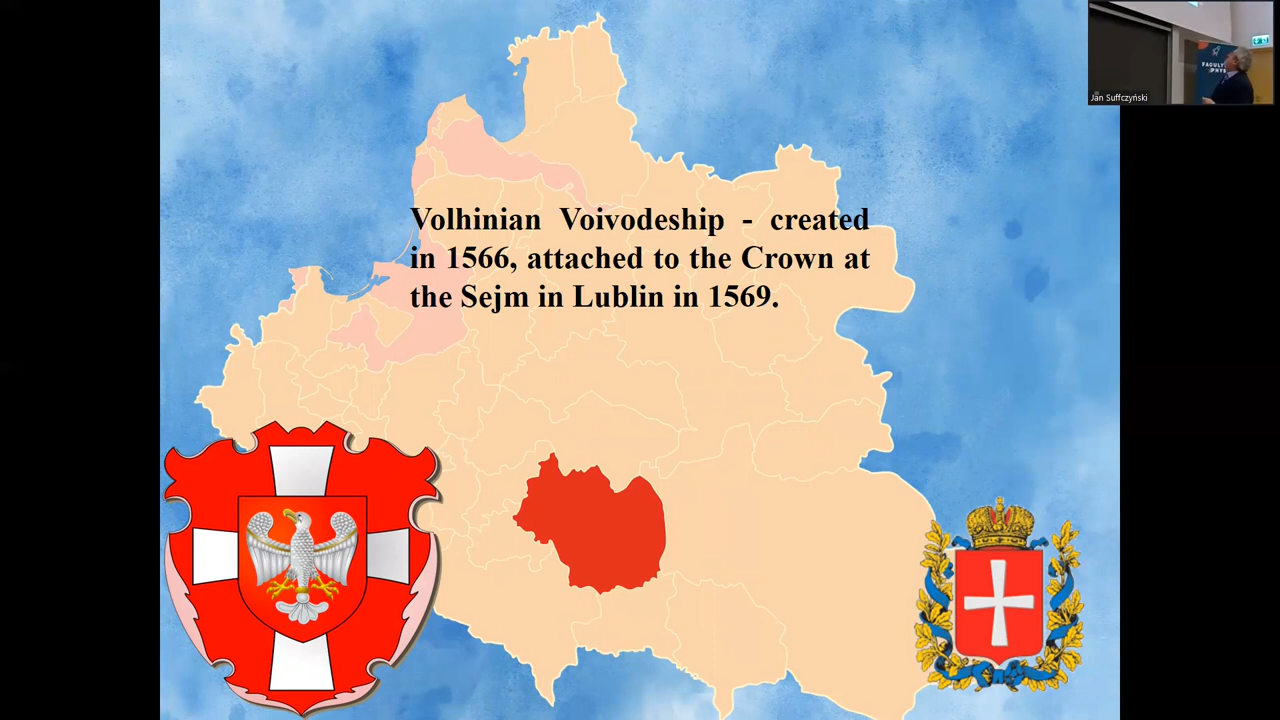 Volhinian Voivodeship - created
in 1566, attached to the Crown at
the Sejm in Lublin in 1569.
Jan Suffczyński